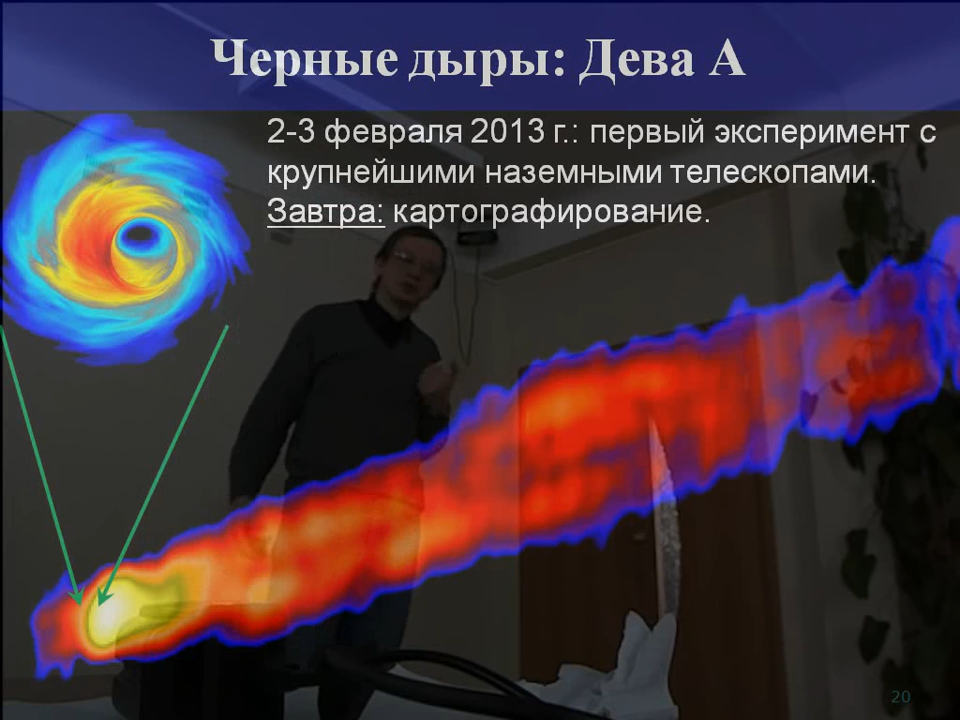 Черные дыры: Дева А
2-3 февраля 2013 г.: первый эксперимент с
крупнейшими наземными телескопами.
Завтра: картографирование.
20